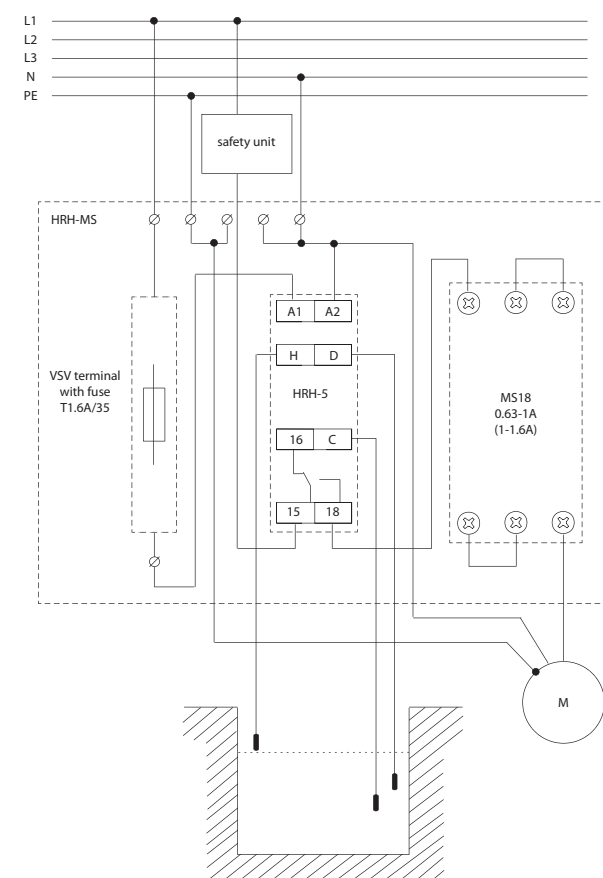 L1
L2
L3
N
PE
safety unit
HRH-MS
A1 A2
H D
VSV terminal
with fuse
T1.6A/35
HRH-5
MS18
0.63-1A
(1-1.6A)
16 C
15 18
M